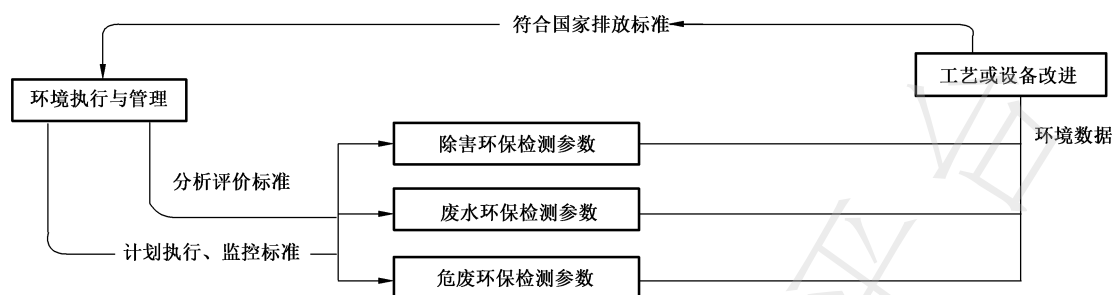 符合国家排放标准
工艺或设备改进
环境执行与管理
环境数据
除害环保检测参数
分析评价标准
废水环保检测参数
计划执行、监控标准
危废环保检测参数